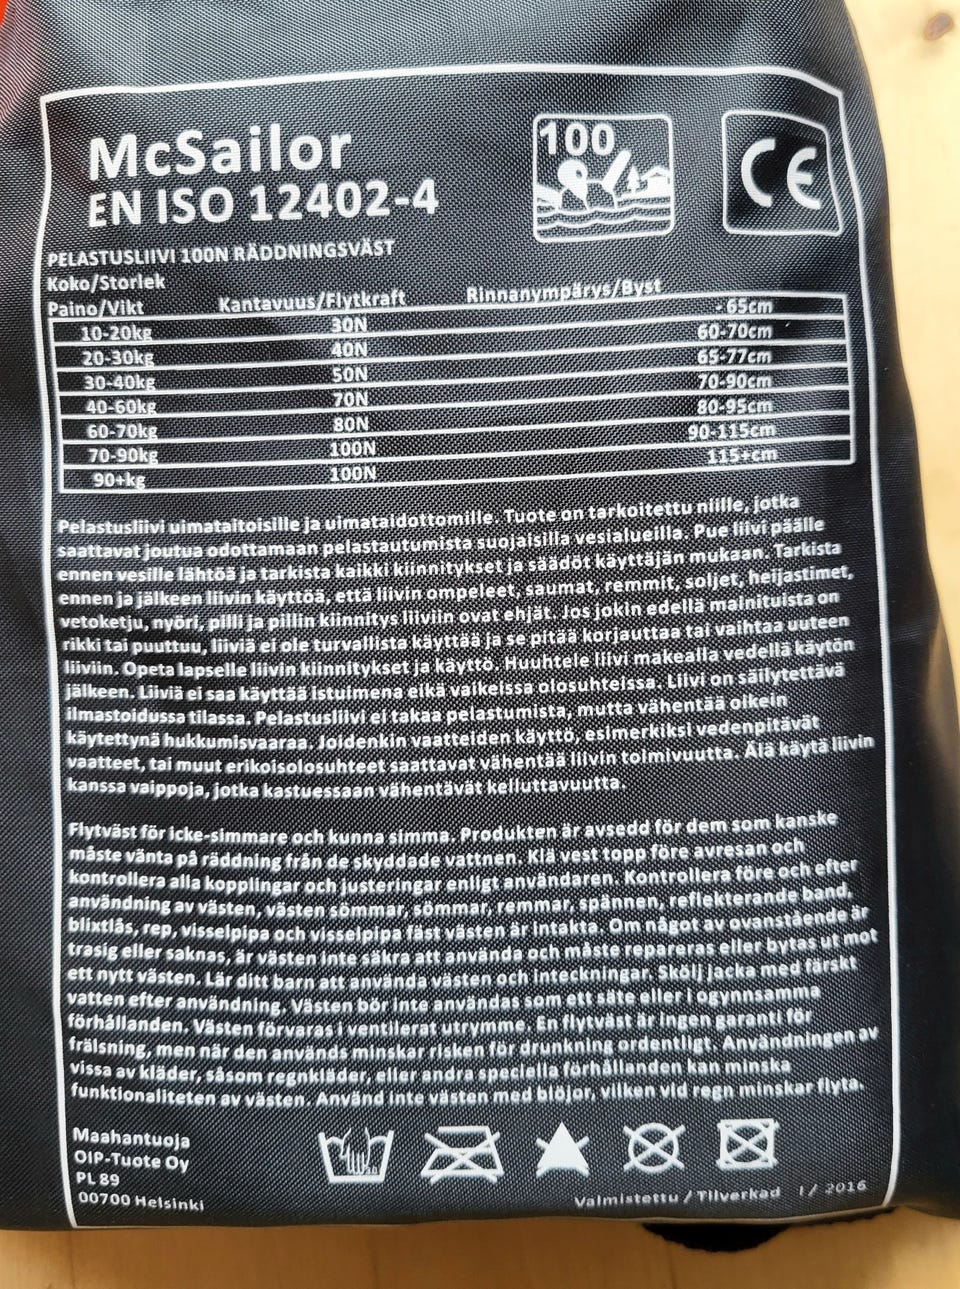 McSailor
EN ISO 12402-4
100
CE
PELASTUSLIIVI 100N RÄDDNINGSVÄST
Koko/Storlek
Paino/Vikt Kantavuus/Flytkraft Rinnanympärys/Byst
10-20kg 30N - 65cm
20-30kg 40N 60-70cm
30-40kg 50N 65-77cm
40-60kg 70N 70-90cm
60-70kg 80N 80-95cm
70-90kg 100N 90-115cm
90+kg 100N 115+cm
Pelastusliivi uimataitoisille ja uimataidottomille. Tuote on tarkoitettu niille, jotka
saattavat joutua odottamaan pelastautumista suojaisilla vesialueilla. Pue liivi päälle
ennen vesille lähtöä ja tarkista kaikki kiinnitykset ja säädöt käyttäjän mukaan. Tarkista
ennen ja jälkeen liivin käyttöä, että liivin ompeleet, saumat, remmit, soljet, heijastimet,
vetoketju, nyöri, pilli ja pillin kiinnitys liiviin ovat ehjät. Jos jokin edellä mainituista on
rikki tai puuttuu, liiviä ei ole turvallista käyttää ja se pitää korjauttaa tai vaihtaa uuteen
liiviin. Opeta lapselle liivin kiinnitykset ja käyttö. Huuhtele liivi makealla vedellä käytön
jälkeen. Liiviä ei saa käyttää istuimena eikä vaikeissa olosuhteissa. Liivi on säilytettävä
ilmastoidussa tilassa. Pelastusliivi ei takaa pelastumista, mutta vähentää oikein
käytettynä hukkumisvaaraa. Joidenkin vaatteiden käyttö, esimerkiksi vedenpitävät
vaatteet, tai muut erikoisolosuhteet saattavat vähentää liivin toimivuutta. Älä käytä liivin
kanssa vaippoja, jotka kastuessaan vähentävät kelluttavuutta.
Flytväst för icke-simmare och kunna simma. Produkten är avsedd för dem som kanske
måste vänta på räddning från de skyddade vattnen. Klä vest topp före avresan och
kontrollera alla kopplingar och justeringar enligt användaren. Kontrollera före och efter
användning av västen, västen sömmar, sömmar, remmar, spännen, reflekterande band,
blixtlås, rep, visselpipa och visselpipa fäst västen är intakta. Om något av ovanstående är
trasig eller saknas, är västen inte säkra att använda och måste repareras eller bytas ut mot
ett nytt västen. Lär ditt barn att använda västen och inteckningar. Skölj jacka med färskt
vatten efter användning. Västen bör inte användas som ett säte eller i ogynnsamma
förhållanden. Västen förvaras i ventilerat utrymme. En flytväst är ingen garanti för
frälsning, men när den används minskar risken för drunkning ordentligt. Användningen av
vissa av kläder, såsom regnkläder, eller andra speciella förhållanden kan minska
funktionaliteten av västen. Använd inte västen med blöjor, vilken vid regn minskar flyta.
Maahantuoja
OIP-Tuote Oy
PL 89
00700 Helsinki
Valmistettu / Tilverkad 1 / 2016